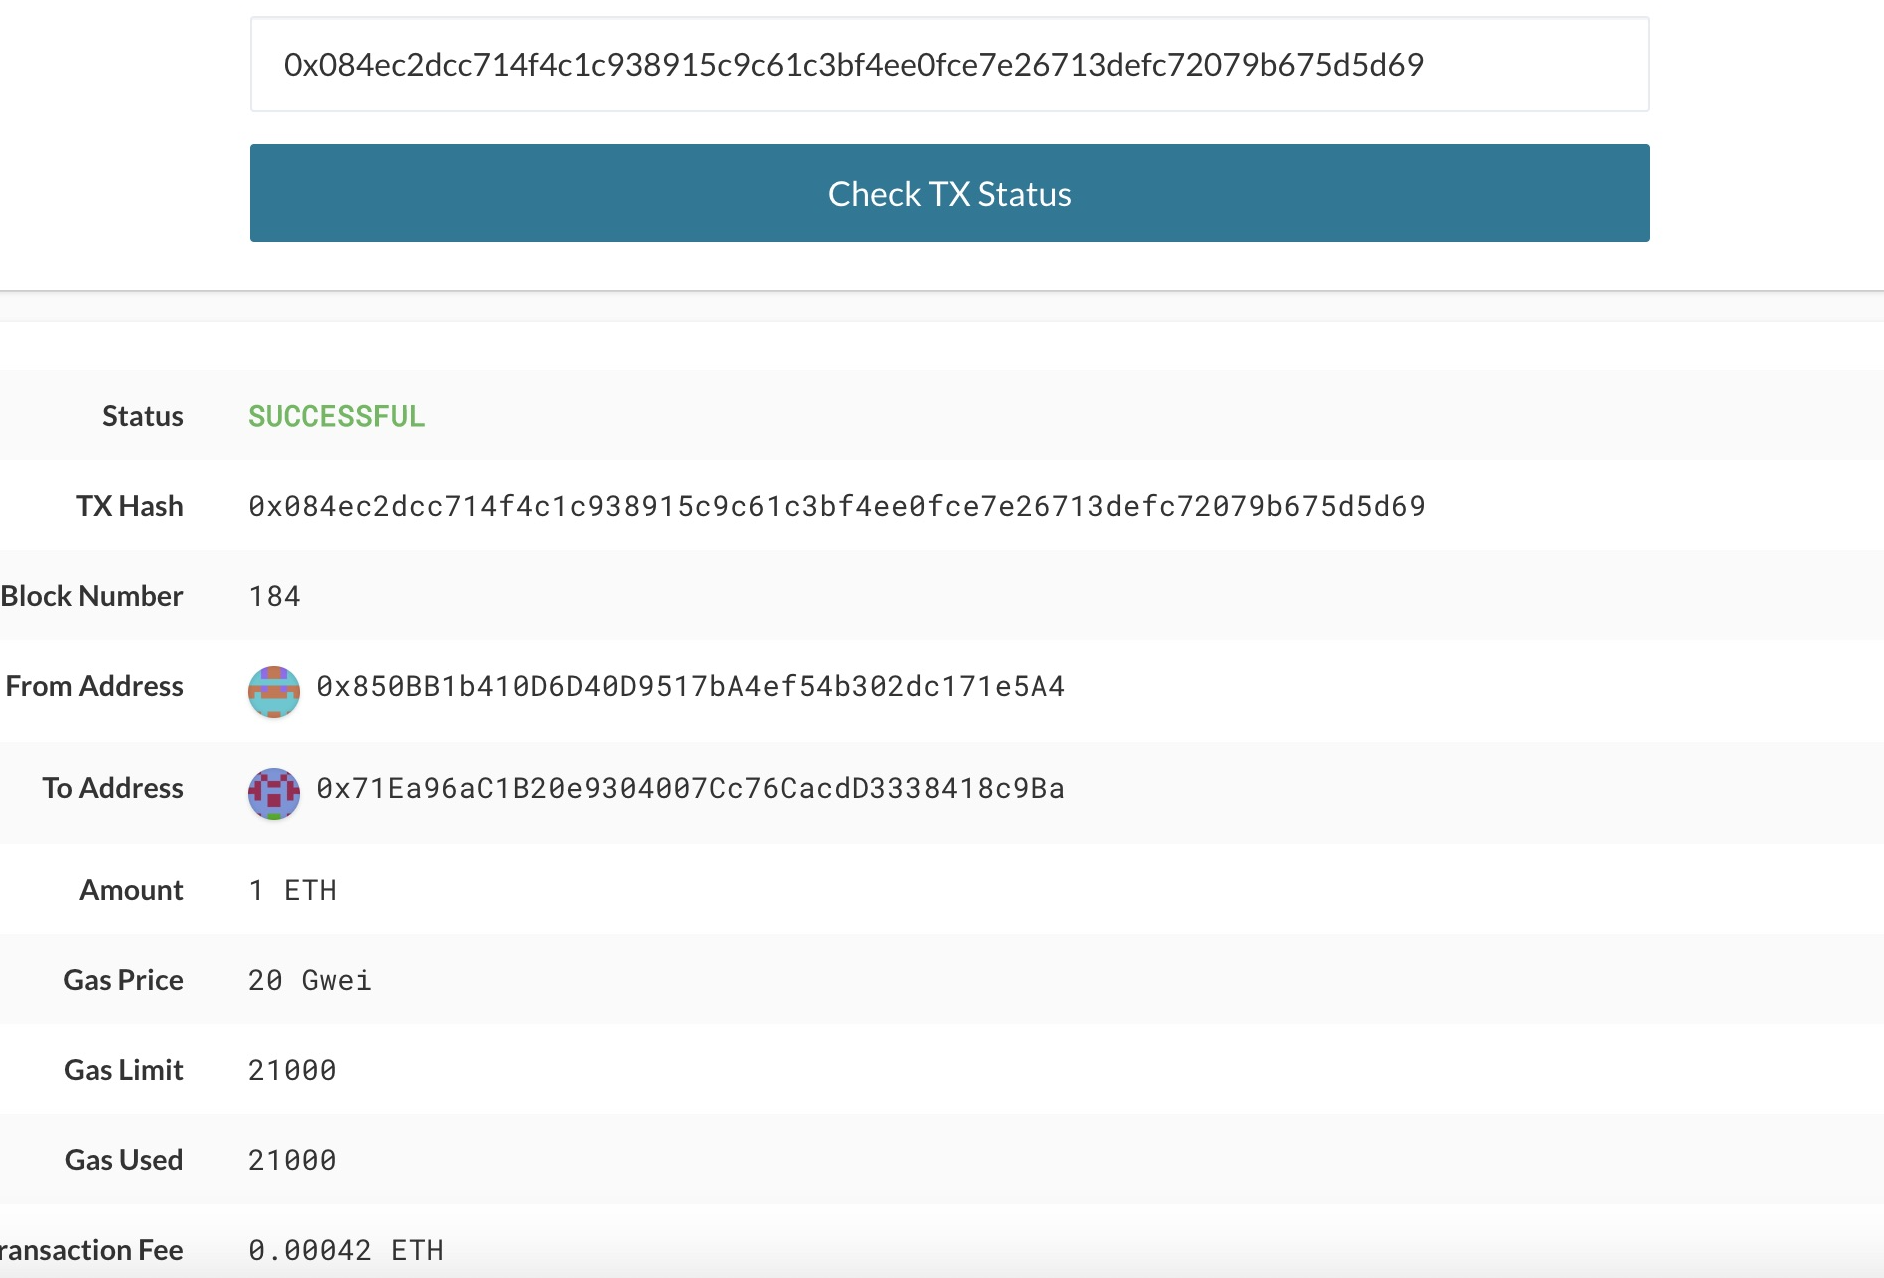 0x084ec2dcc714f4c1c938915c9c61c3bf4ee0fce7e26713defc72079b675d5d69
Check TX Status
Status SUCCESSFUL
TX Hash 0x084ec2dcc714f4c1c938915c9c61c3bf4ee0fce7e26713defc72079b675d5d69
Block Number 184
From Address 0x850BB1b410D6D40D9517bA4ef54b302dc171e5A4
To Address 0x71Ea96aC1B20e9304007Cc76CacdD3338418c9Ba
Amount 1 ETH
Gas Price 20 Gwei
Gas Limit 21000
Gas Used 21000
ransaction Fee 0.00042 ETH